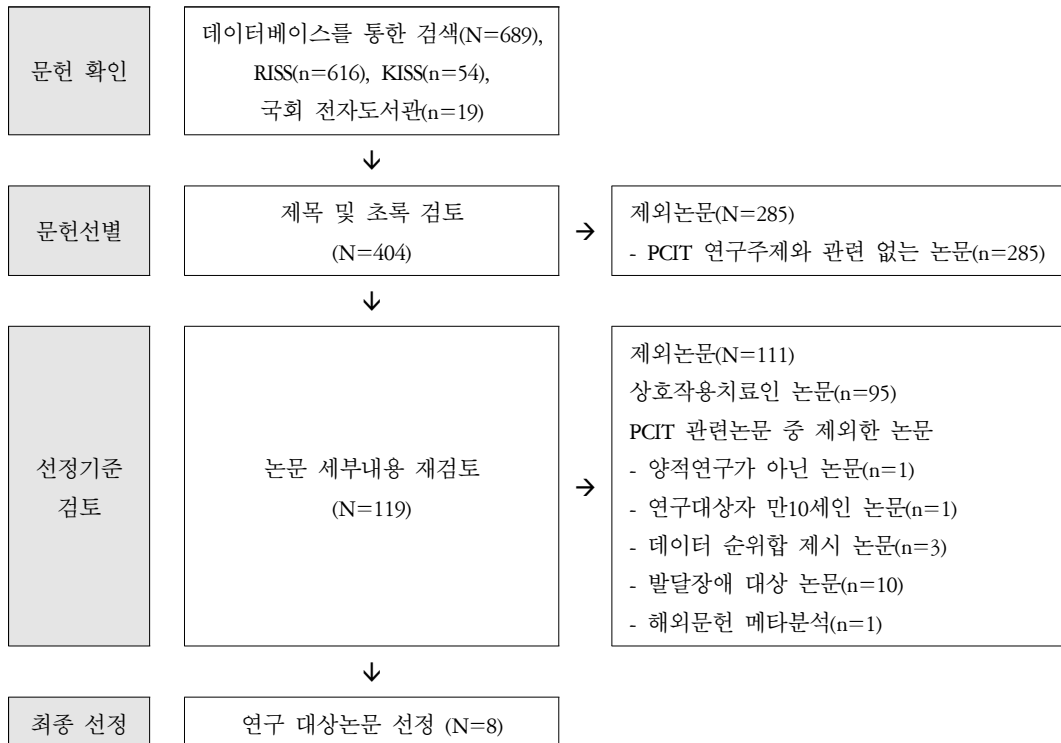 문헌 확인
데이터베이스를 통한 검색(N=689),
RISS(n=616), KISS(n=54),
국회 전자도서관(n=19)
↓
문헌선별
제목 및 초록 검토
(N=404)
→
제외논문(N=285)
- PCIT 연구주제와 관련 없는 논문(n=285)
↓
선정기준
검토
논문 세부내용 재검토
(N=119)
→
제외논문(N=111)
상호작용치료인 논문(n=95)
PCIT 관련논문 중 제외한 논문
- 양적연구가 아닌 논문(n=1)
- 연구대상자 만10세인 논문(n=1)
- 데이터 순위합 제시 논문(n=3)
- 발달장애 대상 논문(n=10)
- 해외문헌 메타분석(n=1)
↓
최종 선정
연구 대상논문 선정 (N=8)